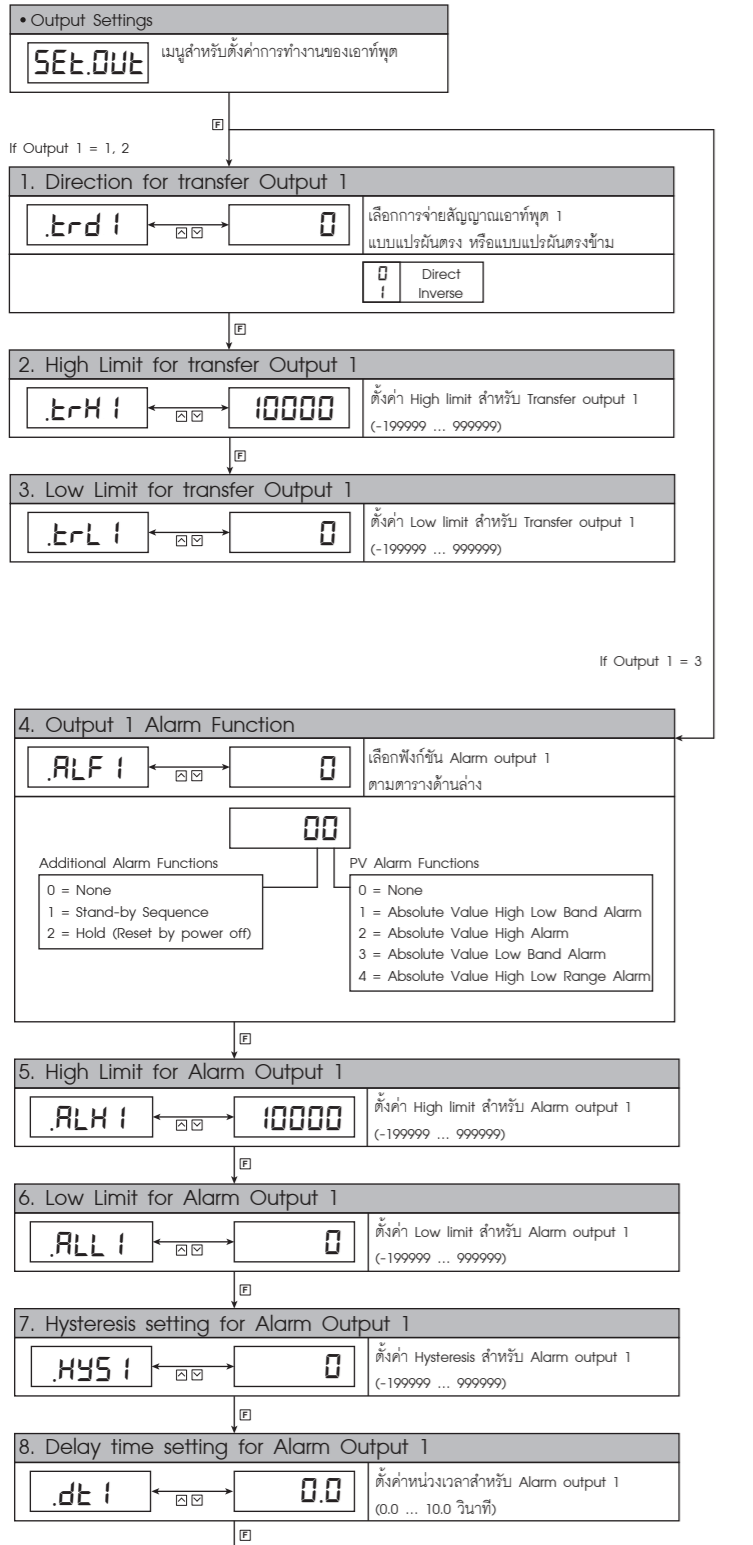 • Output Settings
SEt.OUt
เมนูสำหรับตั้งค่าการทำงานของเอาท์พุต
F
If Output 1 = 1, 2
1. Direction for transfer Output 1
.trd1
0
เลือกการจ่ายสัญญาณเอาท์พุต 1
แบบแปรผันตรง หรือแบบแปรผันตรงข้าม
0 Direct
1 Inverse
F
2. High Limit for transfer Output 1
.trH1
10000
ตั้งค่า High limit สำหรับ Transfer output 1
(-199999 ... 999999)
F
3. Low Limit for transfer Output 1
.trL1
0
ตั้งค่า Low limit สำหรับ Transfer output 1
(-199999 ... 999999)
If Output 1 = 3
4. Output 1 Alarm Function
.ALF1
0
เลือกฟังก์ชัน Alarm output 1
ตามตารางด้านล่าง
00
Additional Alarm Functions
0 = None
1 = Stand-by Sequence
2 = Hold (Reset by power off)
PV Alarm Functions
0 = None
1 = Absolute Value High Low Band Alarm
2 = Absolute Value High Alarm
3 = Absolute Value Low Band Alarm
4 = Absolute Value High Low Range Alarm
F
5. High Limit for Alarm Output 1
.ALH1
10000
ตั้งค่า High limit สำหรับ Alarm output 1
(-199999 ... 999999)
F
6. Low Limit for Alarm Output 1
.ALL1
0
ตั้งค่า Low limit สำหรับ Alarm output 1
(-199999 ... 999999)
F
7. Hysteresis setting for Alarm Output 1
.HYS1
0
ตั้งค่า Hysteresis สำหรับ Alarm output 1
(-199999 ... 999999)
F
8. Delay time setting for Alarm Output 1
.dt1
0.0
ตั้งค่าหน่วงเวลาสำหรับ Alarm output 1
(0.0 ... 10.0 วินาที)
F